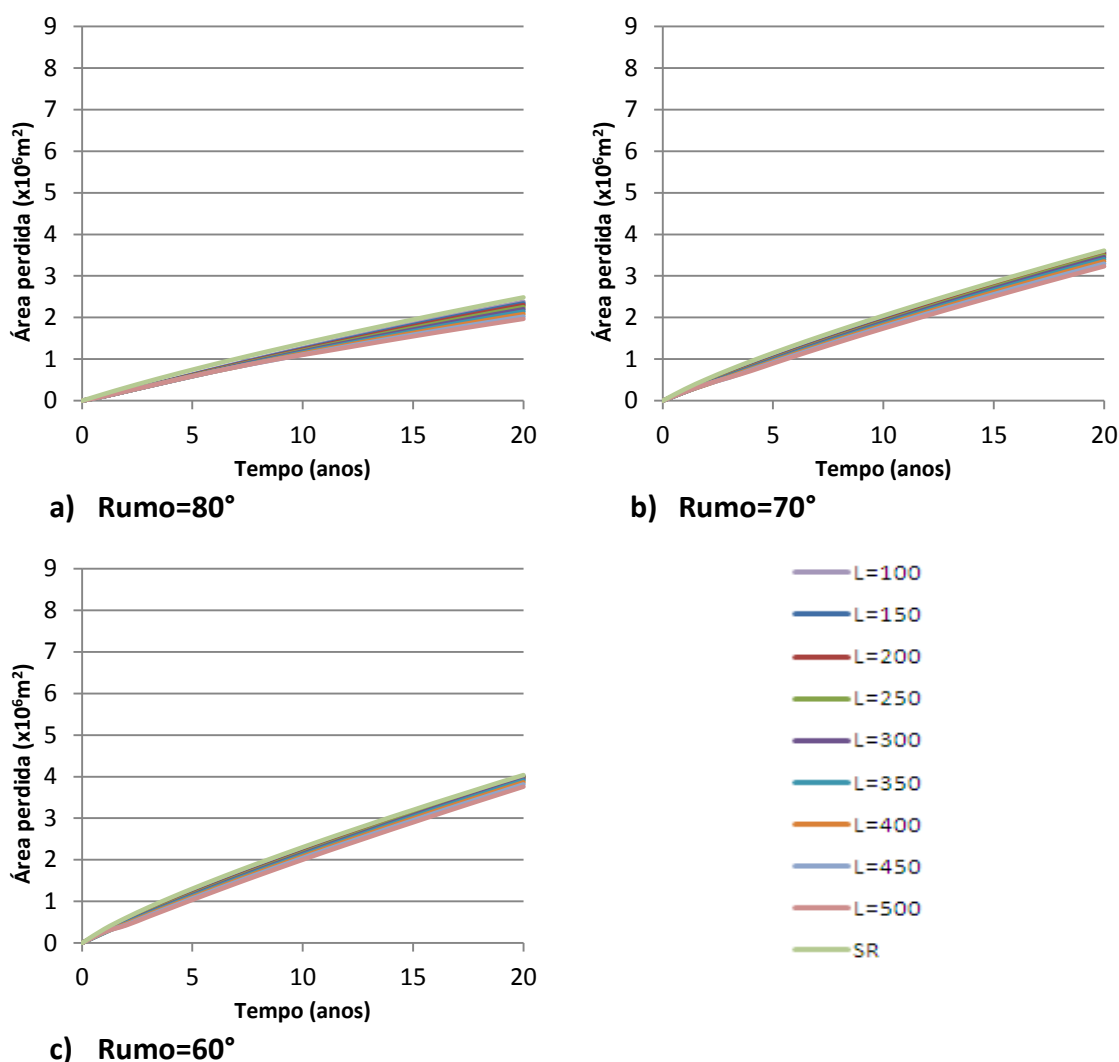 Área perdida (x10⁶m²)
9
8
7
6
5
4
3
2
1
0
0 5 10 15 20
Tempo (anos)
a) Rumo=80°
Área perdida (x10⁶m²)
9
8
7
6
5
4
3
2
1
0
0 5 10 15 20
Tempo (anos)
b) Rumo=70°
Área perdida (x10⁶m²)
9
8
7
6
5
4
3
2
1
0
0 5 10 15 20
Tempo (anos)
c) Rumo=60°
L=100
L=150
L=200
L=250
L=300
L=350
L=400
L=450
L=500
SR